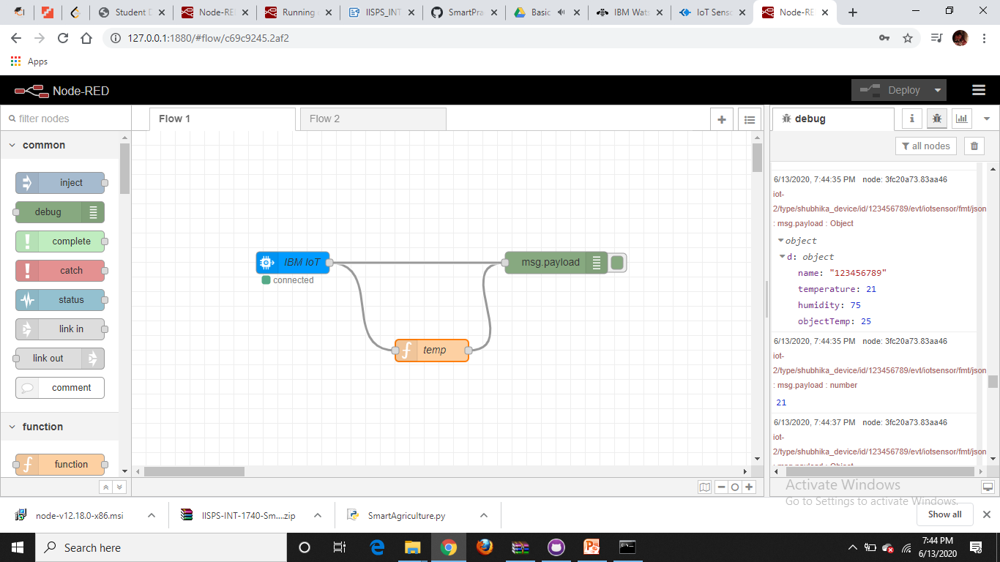 Student D
Node-RE
Running
IISPS_INT
SmartPra
Basic
IBM Wats
IoT Senso
Node-RE
127.0.0.1:1880/#flow/c69c9245.2af2
Apps
Node-RED
Deploy
filter nodes
Flow 1
Flow 2
debug
i
all nodes
common
inject
debug
complete
catch
status
link in
link out
comment
function
function
IBM IoT
connected
msg.payload
temp
6/13/2020, 7:44:35 PM node: 3fc20a73.83aa46
iot-
2/type/shubhika_device/id/123456789/evt/iotsensor/fmt/json
: msg.payload : Object
object
d: object
name: "123456789"
temperature: 21
humidity: 75
objectTemp: 25
6/13/2020, 7:44:35 PM node: 3fc20a73.83aa46
iot-
2/type/shubhika_device/id/123456789/evt/iotsensor/fmt/json
: msg.payload : number
21
6/13/2020, 7:44:37 PM node: 3fc20a73.83aa46
iot-
2/type/shubhika_device/id/123456789/evt/iotsensor/fmt/json
: msg.payload : Object
Activate Windows
Go to Settings to activate Windows.
node-v12.18.0-x86.msi
IISPS-INT-1740-Sm....zip
SmartAgriculture.py
Show all
Search here
7:44 PM
6/13/2020